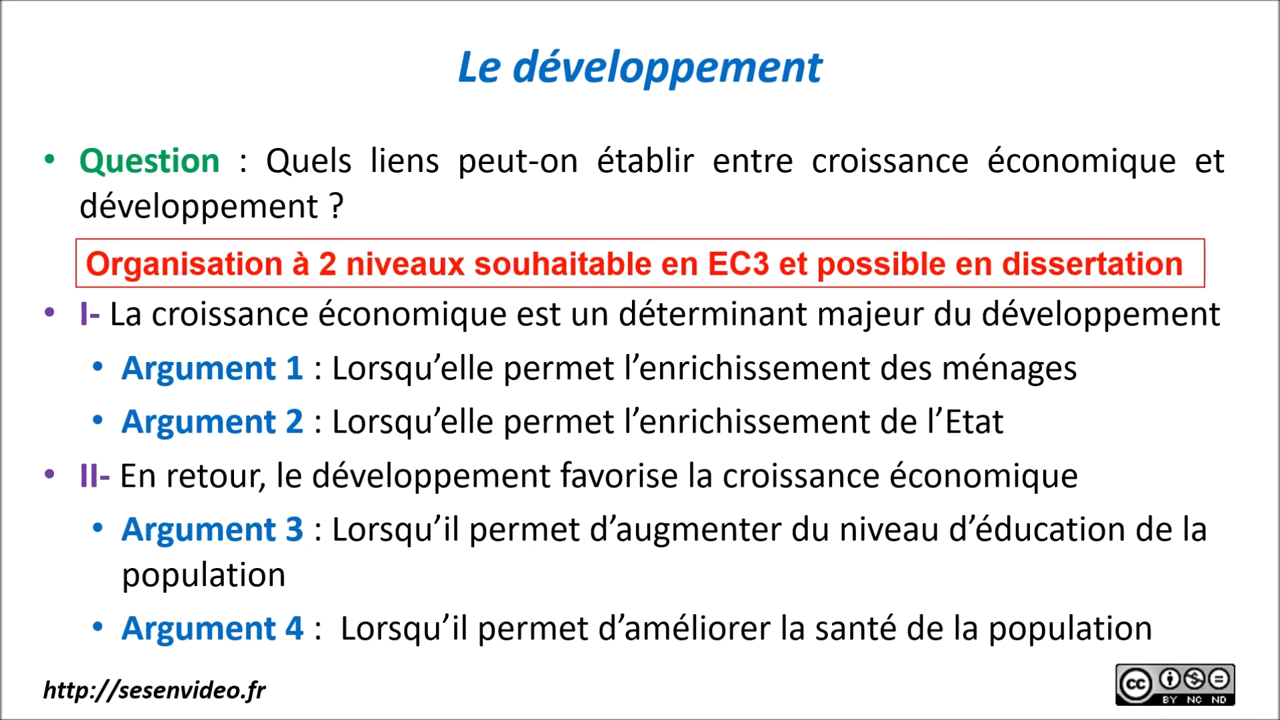 Le développement
• Question : Quels liens peut-on établir entre croissance économique et
développement ?
Organisation à 2 niveaux souhaitable en EC3 et possible en dissertation
• I- La croissance économique est un déterminant majeur du développement
• Argument 1 : Lorsqu’elle permet l’enrichissement des ménages
• Argument 2 : Lorsqu’elle permet l’enrichissement de l’Etat
• II- En retour, le développement favorise la croissance économique
• Argument 3 : Lorsqu’il permet d’augmenter du niveau d’éducation de la
population
• Argument 4 : Lorsqu’il permet d’améliorer la santé de la population
http://sesenvideo.fr
cc BY NC ND